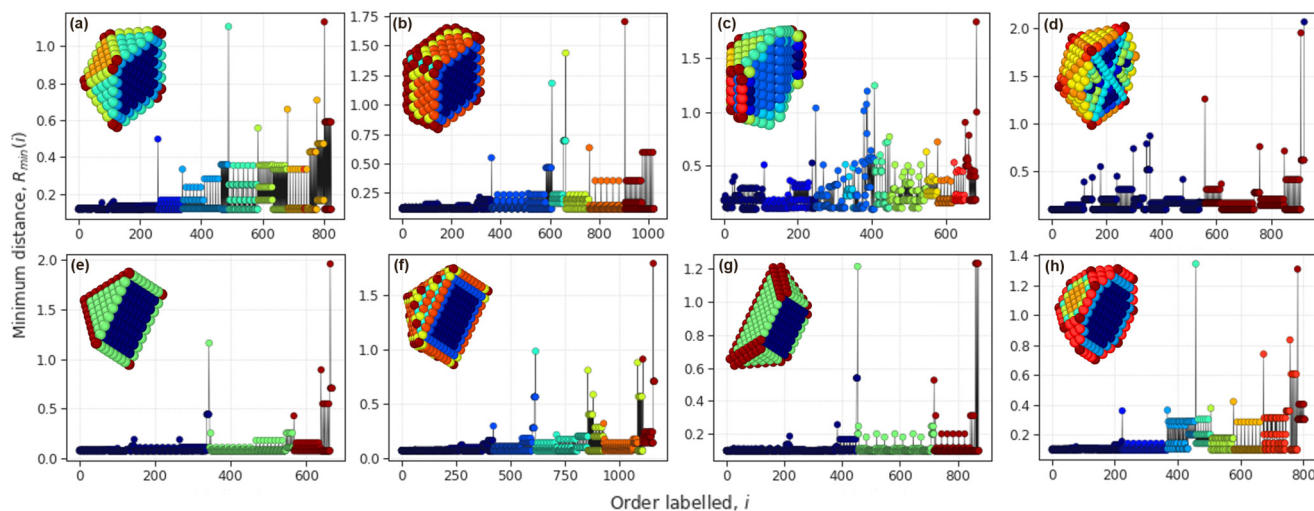 (a) (b) (c) (d)
1.0 0.8 0.6 0.4 0.2
0 200 400 600 800
1.75 1.50 1.25 1.00 0.75 0.50 0.25
0 200 400 600 800 1000
1.5 1.0 0.5
0 200 400 600
2.0 1.5 1.0 0.5
0 200 400 600 800
Minimum distance, R_min(i)
(e) (f) (g) (h)
2.0 1.5 1.0 0.5 0.0
0 200 400 600
1.5 1.0 0.5 0.0
0 250 500 750 1000
1.2 1.0 0.8 0.6 0.4 0.2
0 200 400 600 800
1.4 1.2 1.0 0.8 0.6 0.4 0.2
0 200 400 600 800
Order labelled, i